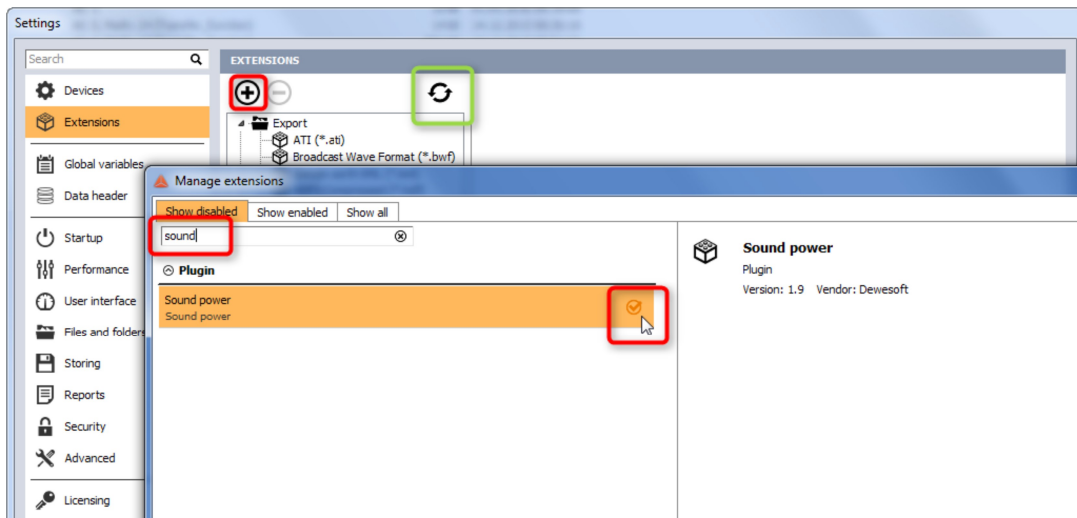 Settings
Search
EXTENSIONS
Devices
Extensions
Export
ATI (*.ati)
Broadcast Wave Format (*.bwf)
Global variables
Data header
Startup
Performance
User interface
Files and folders
Storing
Reports
Security
Advanced
Licensing
Manage extensions
Show disabled Show enabled Show all
sound
Plugin
Sound power
Sound power
Sound power
Plugin
Version: 1.9 Vendor: Dewesoft